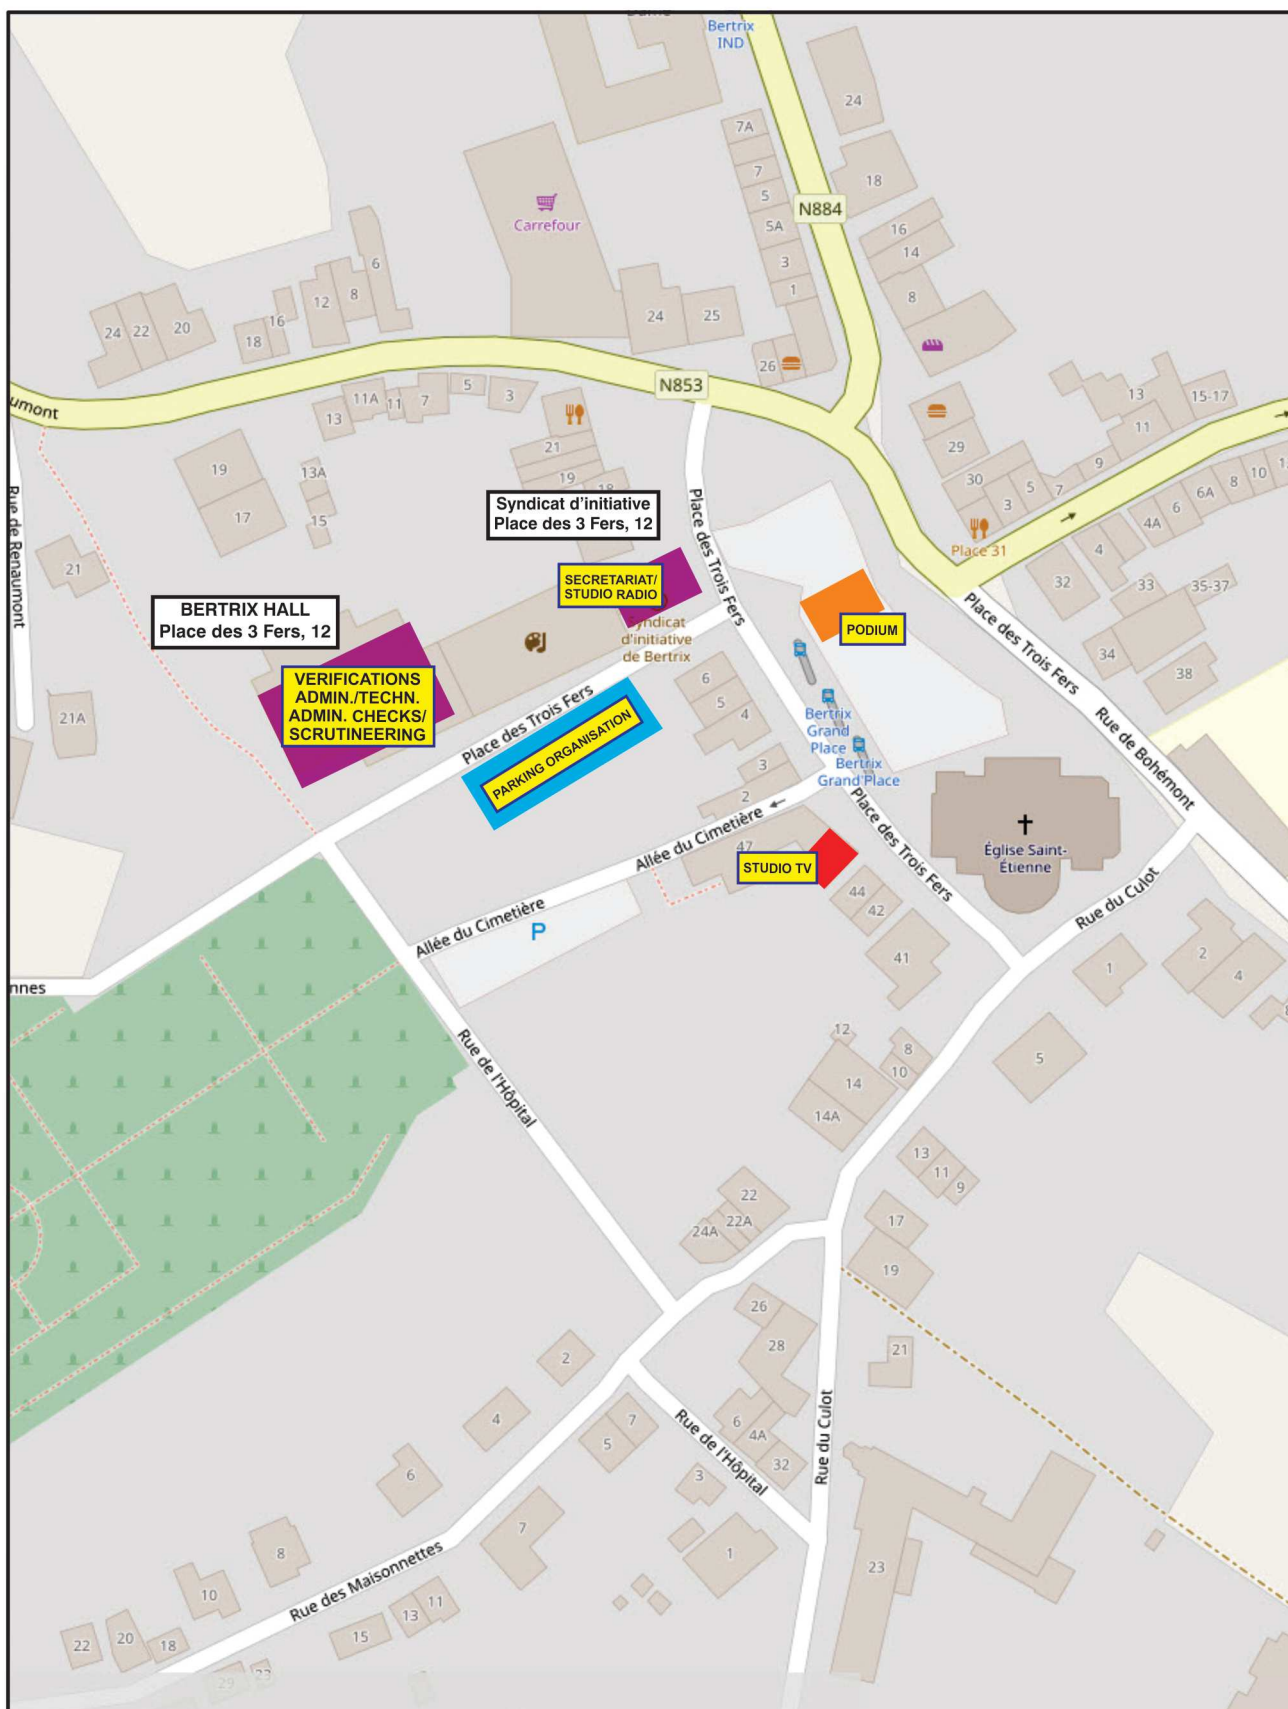 Bertrix
IND
24
7A
7
18
5
N884
Carrefour
5A
16
14
6
3
8
12
8
1
24
22
20
16
18
24
25
26
N853
umont
11A
11
7
5
3
13
13
15-17
11
29
21
19
18
19
13A
17
15
9
30
5
7
3
6A
8
10
6
4A
Syndicat d'initiative
Place des 3 Fers, 12
Place des Trois Fers
Place 31
4
Rue de Renaumont
21
32
33
35-37
SECRETARIAT/
STUDIO RADIO
BERTRIX HALL
Place des 3 Fers, 12
Syndicat
d'initiative
de Bertrix
PODIUM
Place des Trois Fers
34
38
VERIFICATIONS
ADMIN./TECHN.
ADMIN. CHECKS/
SCRUTINEERING
6
5
4
21A
Place des Trois Fers
PARKING ORGANISATION
Bertrix
Grand
Place
Bertrix
Grand Place
Rue de Bohémont
3
2
Allée du Cimetière
Place des Trois Fers
47
STUDIO TV
Église Saint-
Étienne
44
42
Rue du Culot
Allée du Cimetière
P
41
1
2
4
nnes
8
Rue de l'Hôpital
12
8
10
5
14
14A
13
11
9
22
22A
24A
17
19
26
28
21
2
4
7
5
6
4A
32
Rue de l'Hôpital
Rue du Culot
6
3
7
1
8
23
10
Rue des Maisonnettes
11
13
15
22
20
18
29
23